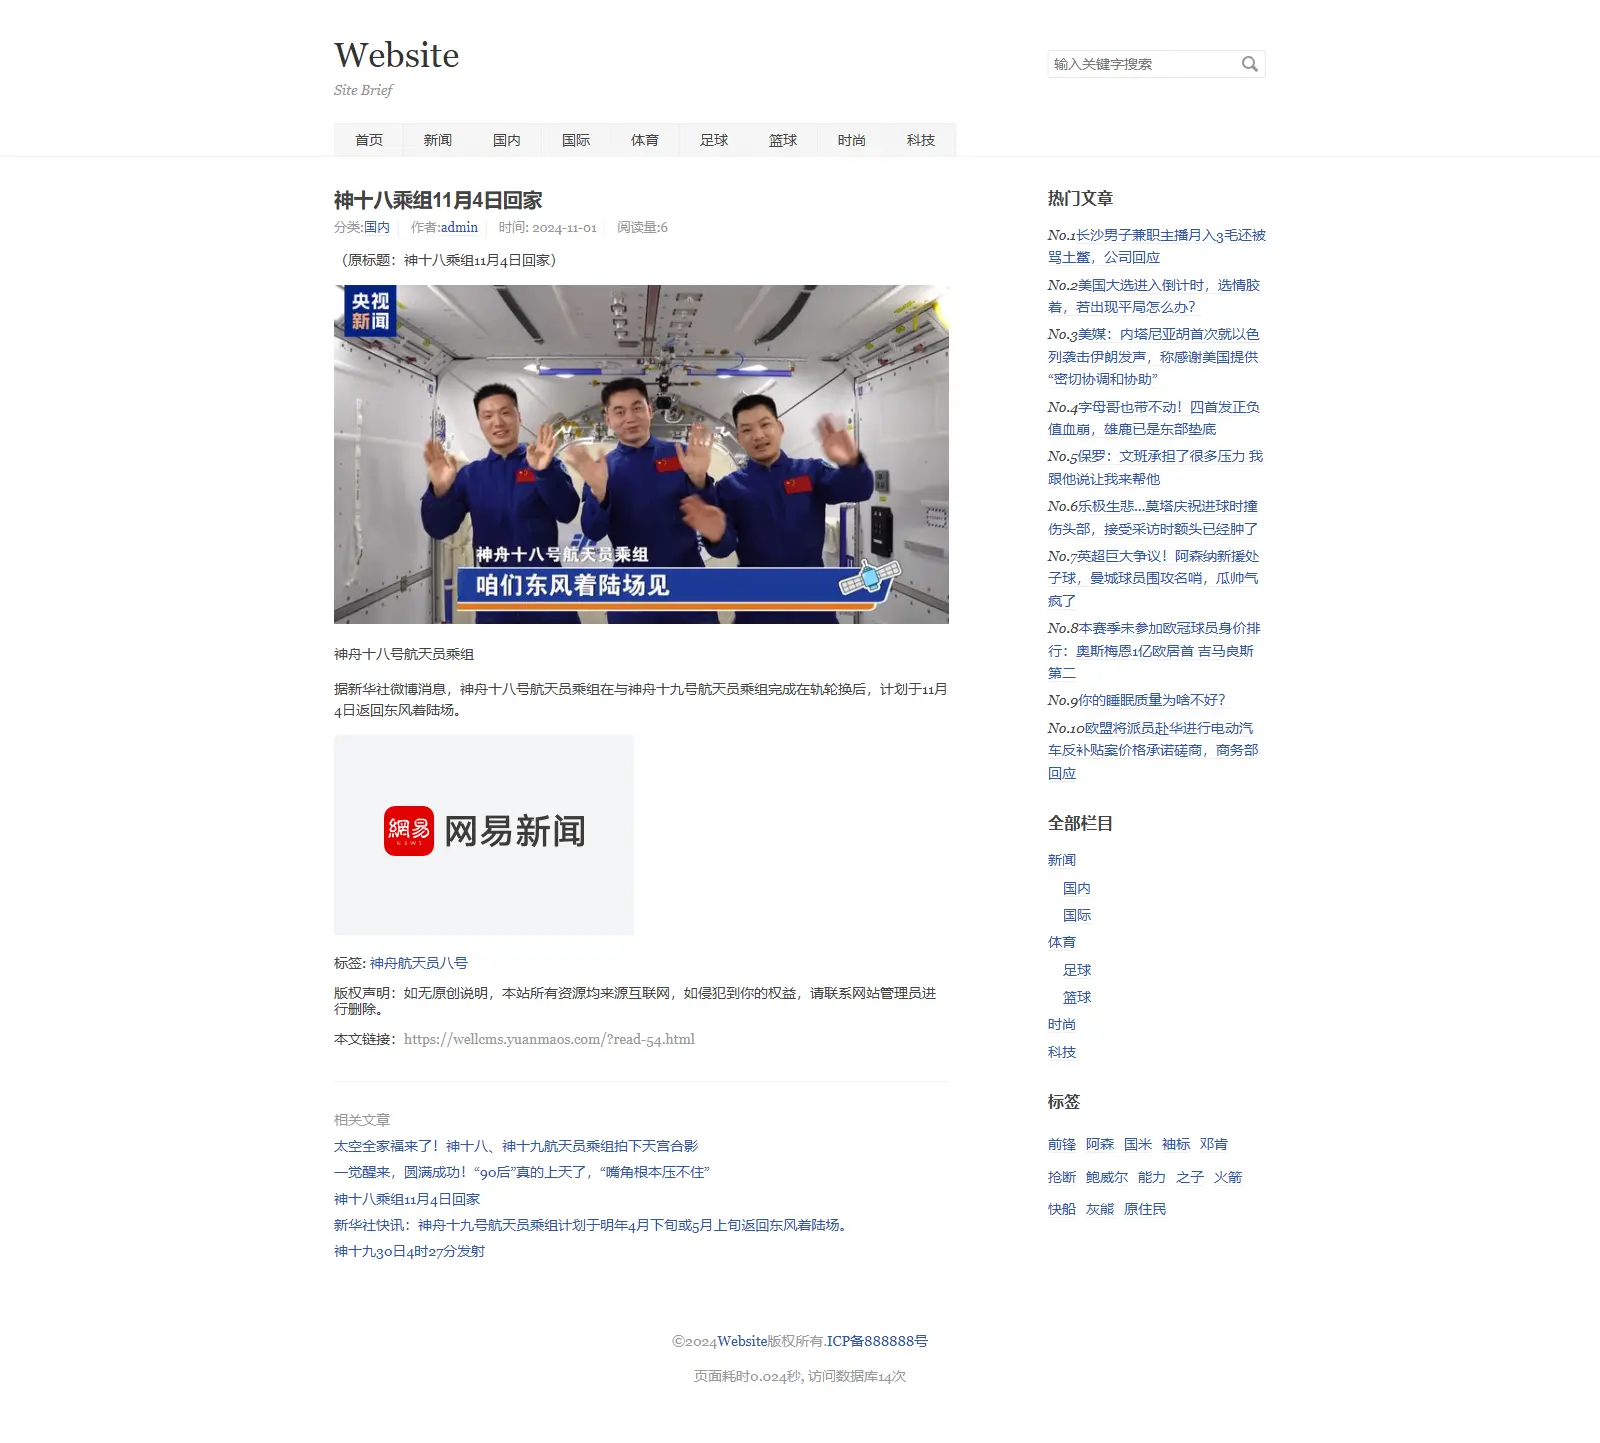 Website
Site Brief
输入关键字搜索
首页 新闻 国内 国际 体育 足球 篮球 时尚 科技
神十八乘组11月4日回家
分类:国内 作者:admin 时间: 2024-11-01 阅读量:6
（原标题：神十八乘组11月4日回家）
央视
新闻
神舟十八号航天员乘组
咱们东风着陆场见
神舟十八号航天员乘组
据新华社微博消息，神舟十八号航天员乘组在与神舟十九号航天员乘组完成在轨轮换后，计划于11月
4日返回东风着陆场。
網易
NEWS
网易新闻
标签: 神舟航天员八号
版权声明：如无原创说明，本站所有资源均来源互联网，如侵犯到你的权益，请联系网站管理员进
行删除。
本文链接：https://wellcms.yuanmaos.com/?read-54.html
相关文章
太空全家福来了！神十八、神十九航天员乘组拍下天宫合影
一觉醒来，圆满成功！“90后”真的上天了，“嘴角根本压不住”
神十八乘组11月4日回家
新华社快讯：神舟十九号航天员乘组计划于明年4月下旬或5月上旬返回东风着陆场。
神十九30日4时27分发射
热门文章
No.1长沙男子兼职主播月入3毛还被
骂土鳖，公司回应
No.2美国大选进入倒计时，选情胶
着，若出现平局怎么办？
No.3美媒：内塔尼亚胡首次就以色
列袭击伊朗发声，称感谢美国提供
“密切协调和协助”
No.4字母哥也带不动！四首发正负
值血崩，雄鹿已是东部垫底
No.5保罗：文班承担了很多压力 我
跟他说让我来帮他
No.6乐极生悲...莫塔庆祝进球时撞
伤头部，接受采访时额头已经肿了
No.7英超巨大争议！阿森纳新援处
子球，曼城球员围攻名哨，瓜帅气
疯了
No.8本赛季未参加欧冠球员身价排
行：奥斯梅恩1亿欧居首 吉马良斯
第二
No.9你的睡眠质量为啥不好？
No.10欧盟将派员赴华进行电动汽
车反补贴案价格承诺磋商，商务部
回应
全部栏目
新闻
国内
国际
体育
足球
篮球
时尚
科技
标签
前锋 阿森 国米 袖标 邓肯
抢断 鲍威尔 能力 之子 火箭
快船 灰熊 原住民
©2024Website版权所有.ICP备888888号
页面耗时0.024秒, 访问数据库14次